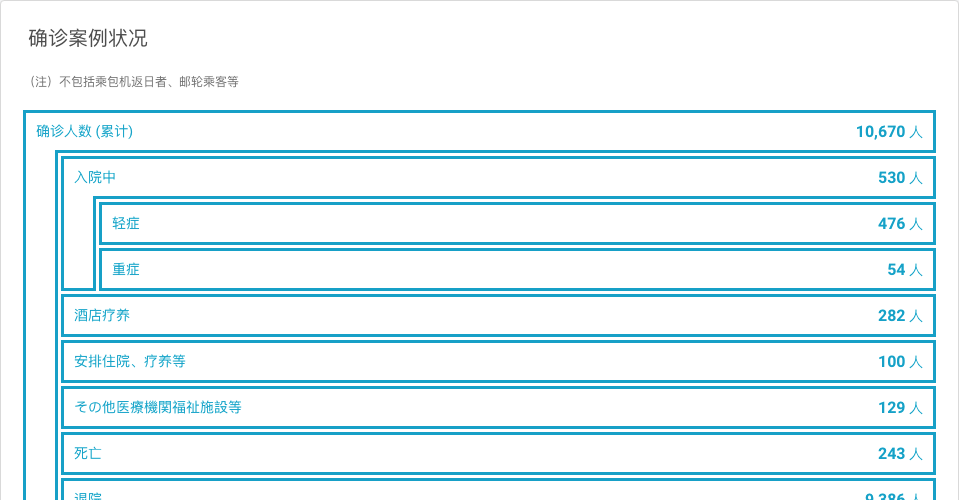 确诊案例状况
（注）不包括乘包机返日者、邮轮乘客等
确诊人数 (累计) 10,670 人
入院中 530 人
轻症 476 人
重症 54 人
酒店疗养 282 人
安排住院、疗养等 100 人
その他医療機関福祉施設等 129 人
死亡 243 人
退院 9,386 人